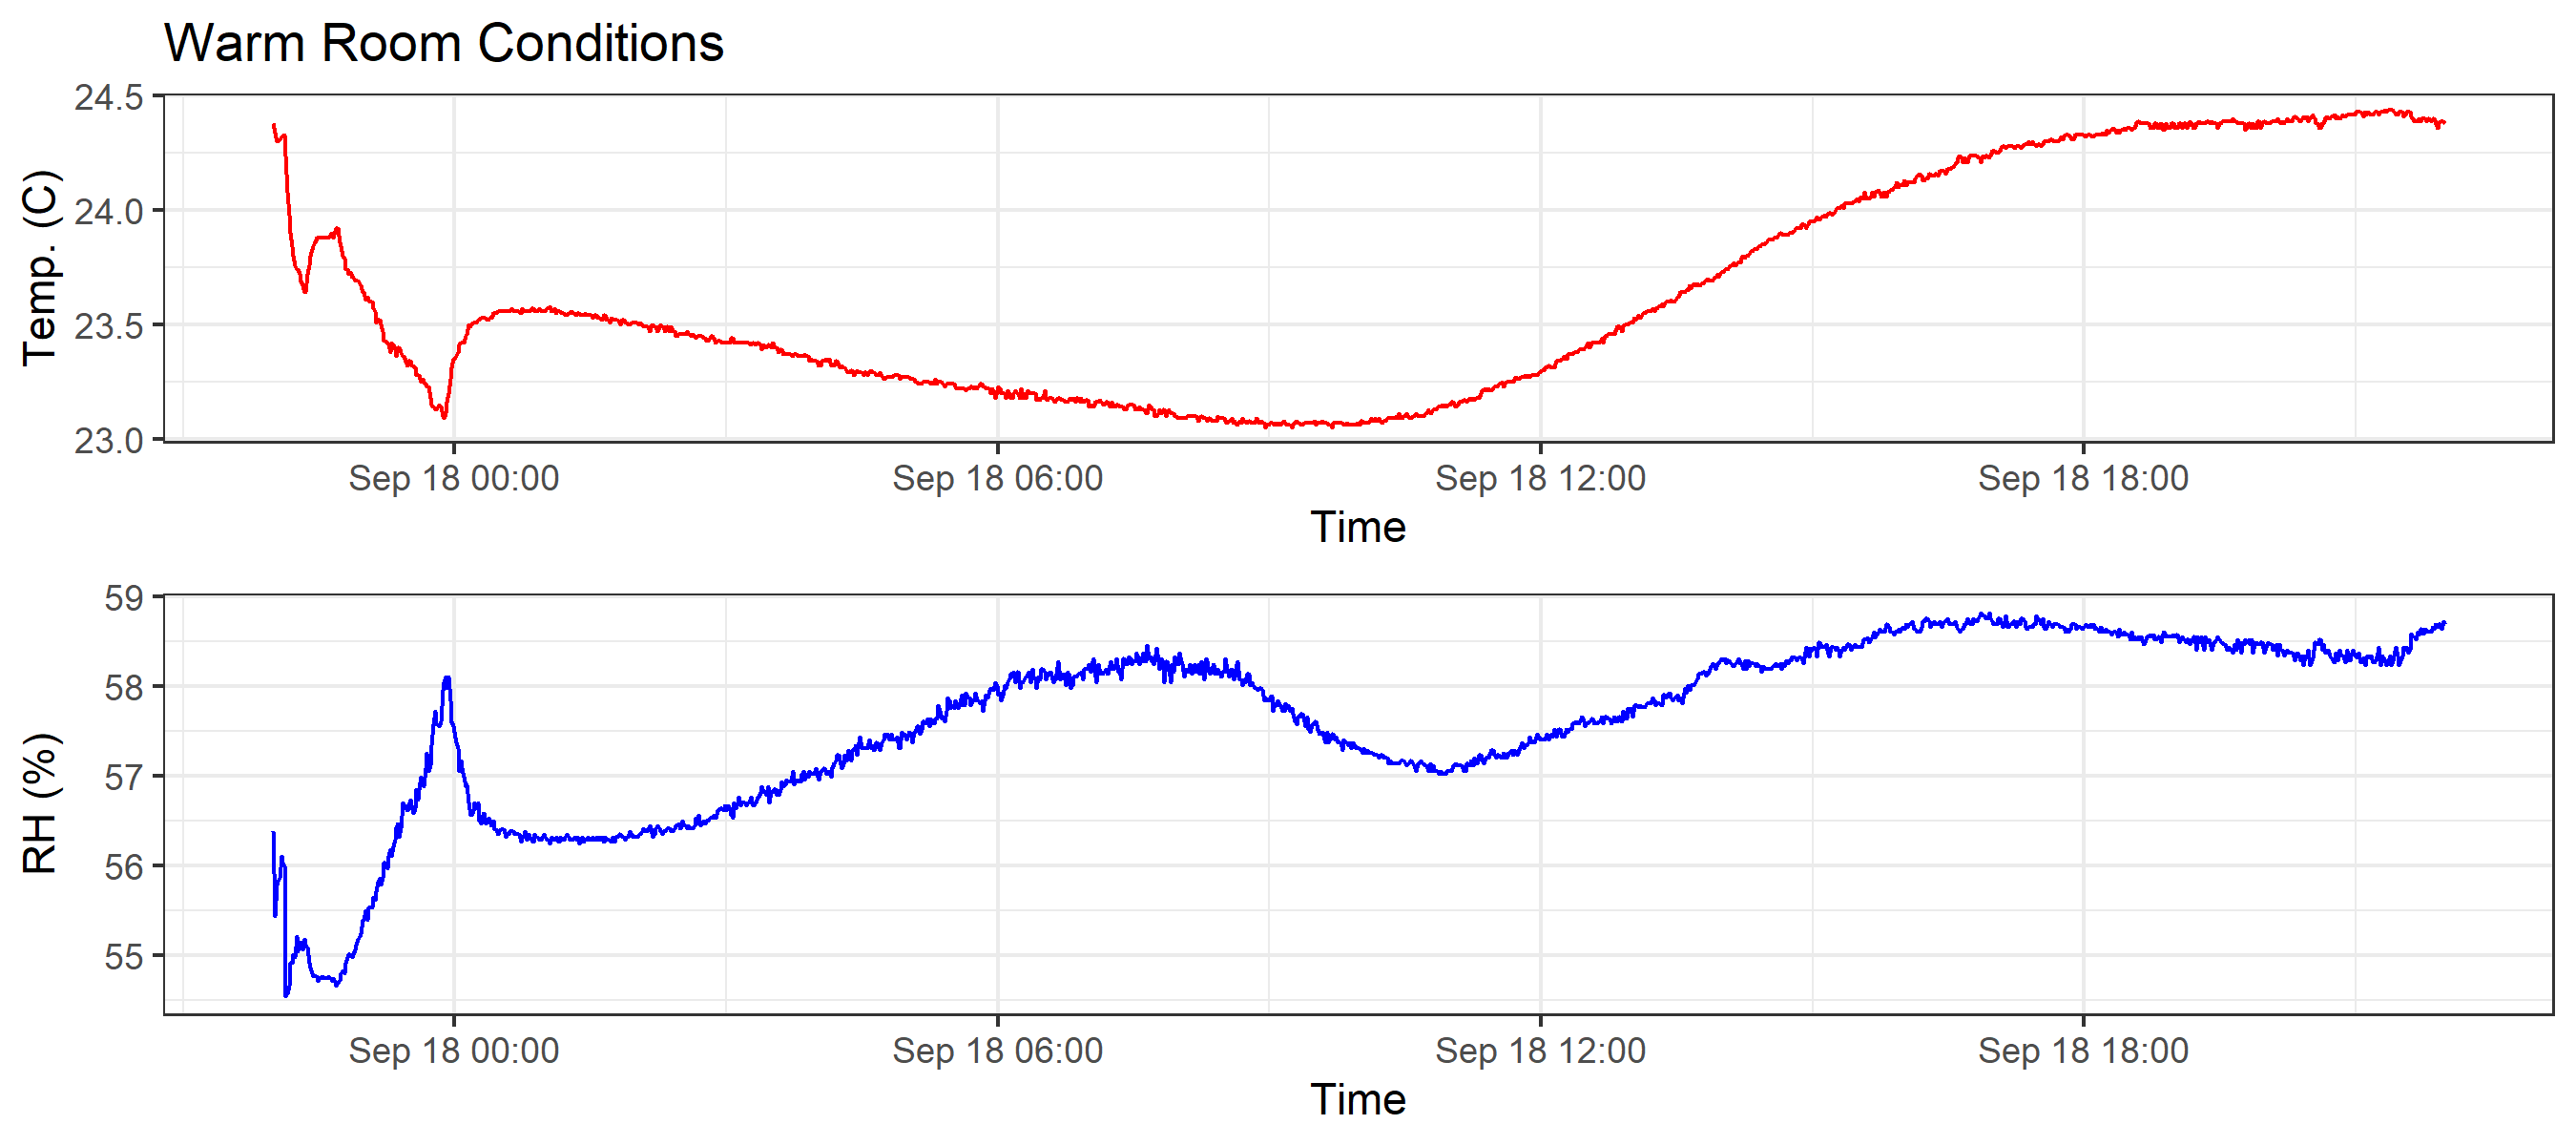 Warm Room Conditions
24.5
24.0
23.5
23.0
Temp. (C)
Sep 18 00:00 Sep 18 06:00 Sep 18 12:00 Sep 18 18:00
Time
59
58
57
56
55
RH (%)
Sep 18 00:00 Sep 18 06:00 Sep 18 12:00 Sep 18 18:00
Time